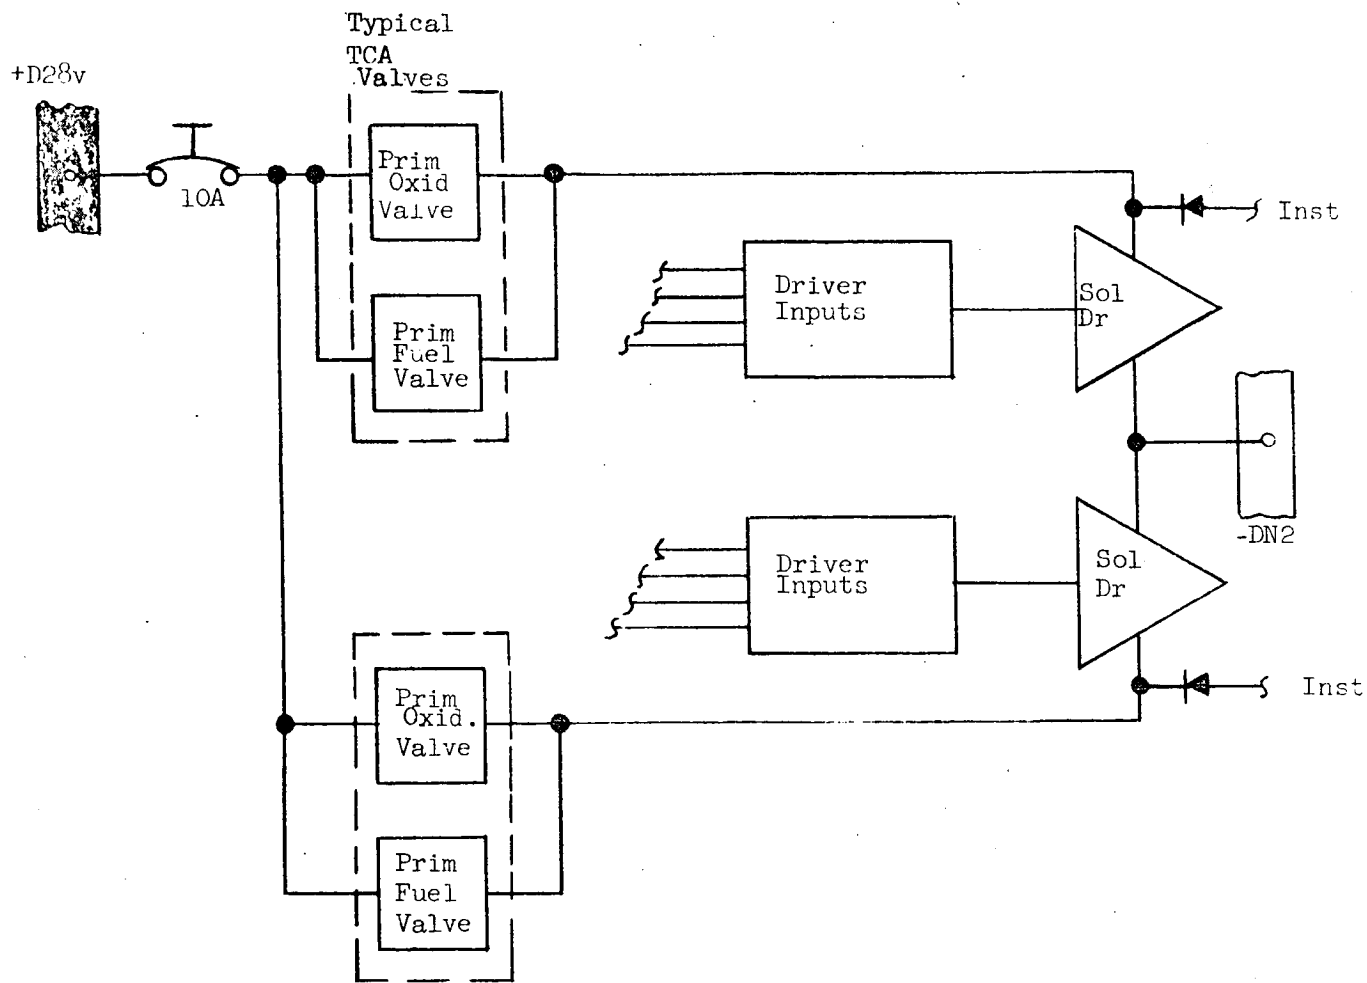 Typical
TCA
Valves
+D28v
10A
Prim
Oxid
Valve
Prim
Fuel
Valve
Driver
Inputs
Sol
Dr
Inst
-DN2
Driver
Inputs
Sol
Dr
Inst
Prim
Oxid.
Valve
Prim
Fuel
Valve